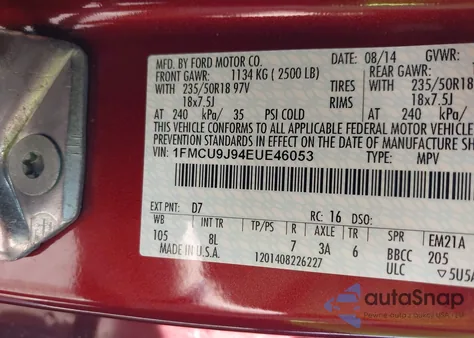 MFD. BY FORD MOTOR CO.
DATE: 08/14 GVWR:
FRONT GAWR: 1134 KG ( 2500 LB) REAR GAWR:
WITH 235/50R18 97V TIRES WITH 235/50R18
18x7.5J RIMS 18x7.5J
AT 240 kPa/ 35 PSI COLD AT 240 kPa/
THIS VEHICLE CONFORMS TO ALL APPLICABLE FEDERAL MOTOR VEHIC
PREVENTION STANDARDS IN EFFECT ON THE DATE OF MANUFACTURE SH
VIN: 1FMCU9J94EUE46053 TYPE: MPV
EXT PNT: D7 RC: 16 DSO:
WB TP/PS R AXLE TR SPR EM21A
105 8L 7 3A 6 BBCC 205
MADE IN U.S.A. 1201408226227 ULC ▽5U5A
autoSnap